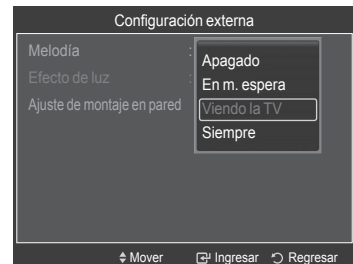 Configuración externa
Melodía :
Efecto de luz :
Ajuste de montaje en pared
Apagado
En m. espera
Viendo la TV
Siempre
Mover Ingresar Regresar